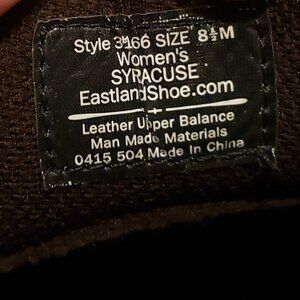 Style 3166 SIZE 8½M
Women's
SYRACUSE
EastlandShoe.com
Leather Upper Balance
Man Made Materials
0415 504 Made In China